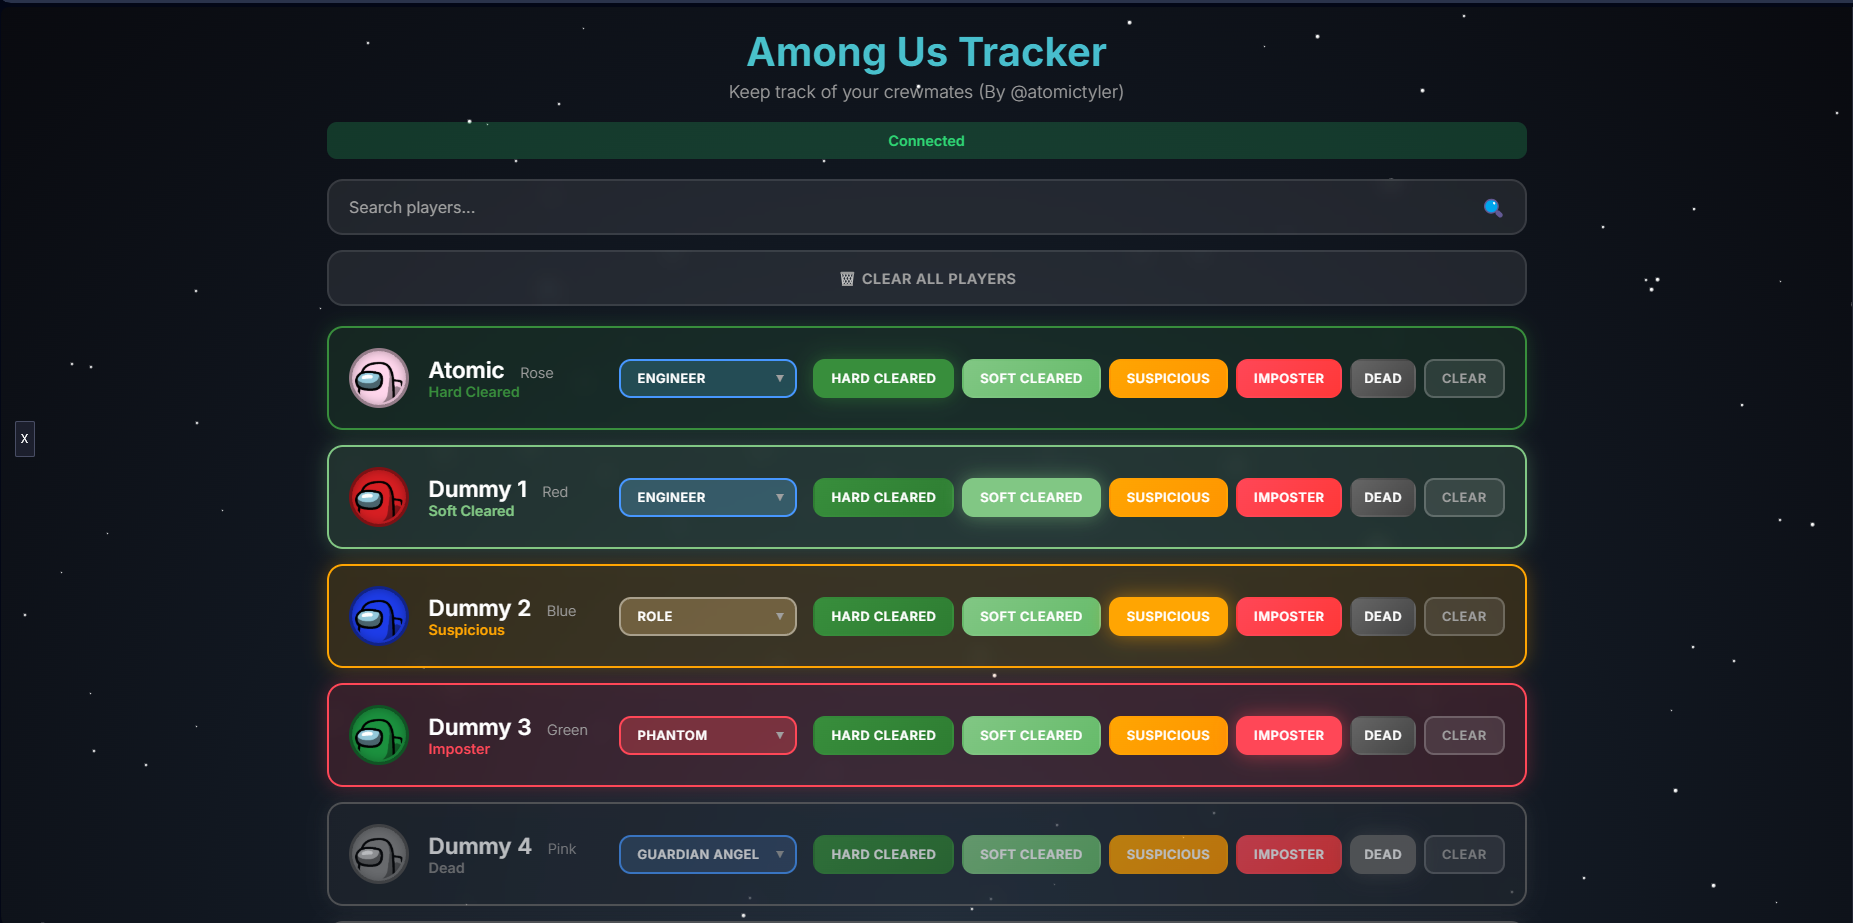 Among Us Tracker
Keep track of your crewmates (By @atomictyler)
Connected
Search players...
CLEAR ALL PLAYERS
X
Atomic Rose
Hard Cleared
ENGINEER HARD CLEARED SOFT CLEARED SUSPICIOUS IMPOSTER DEAD CLEAR
Dummy 1 Red
Soft Cleared
ENGINEER HARD CLEARED SOFT CLEARED SUSPICIOUS IMPOSTER DEAD CLEAR
Dummy 2 Blue
Suspicious
ROLE HARD CLEARED SOFT CLEARED SUSPICIOUS IMPOSTER DEAD CLEAR
Dummy 3 Green
Imposter
PHANTOM HARD CLEARED SOFT CLEARED SUSPICIOUS IMPOSTER DEAD CLEAR
Dummy 4 Pink
Dead
GUARDIAN ANGEL HARD CLEARED SOFT CLEARED SUSPICIOUS IMPOSTER DEAD CLEAR